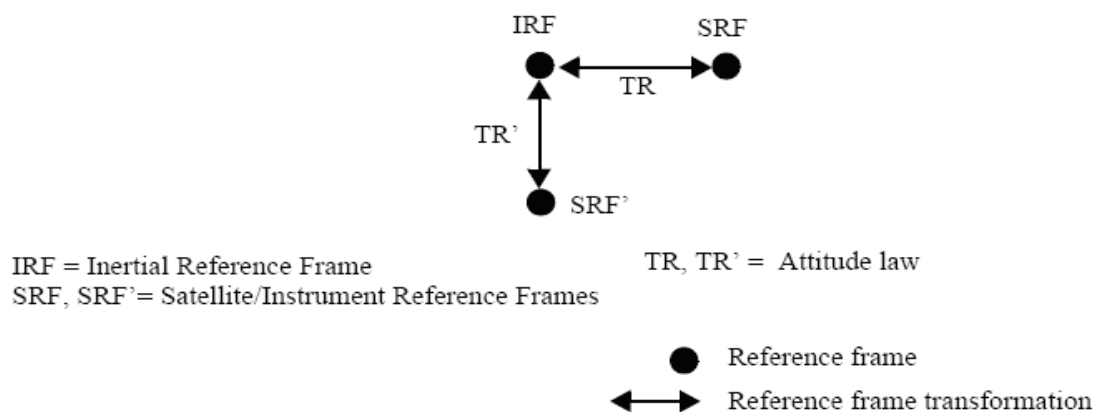 IRF
SRF
TR
TR’
SRF’
IRF = Inertial Reference Frame
TR, TR’ = Attitude law
SRF, SRF’= Satellite/Instrument Reference Frames
Reference frame
Reference frame transformation